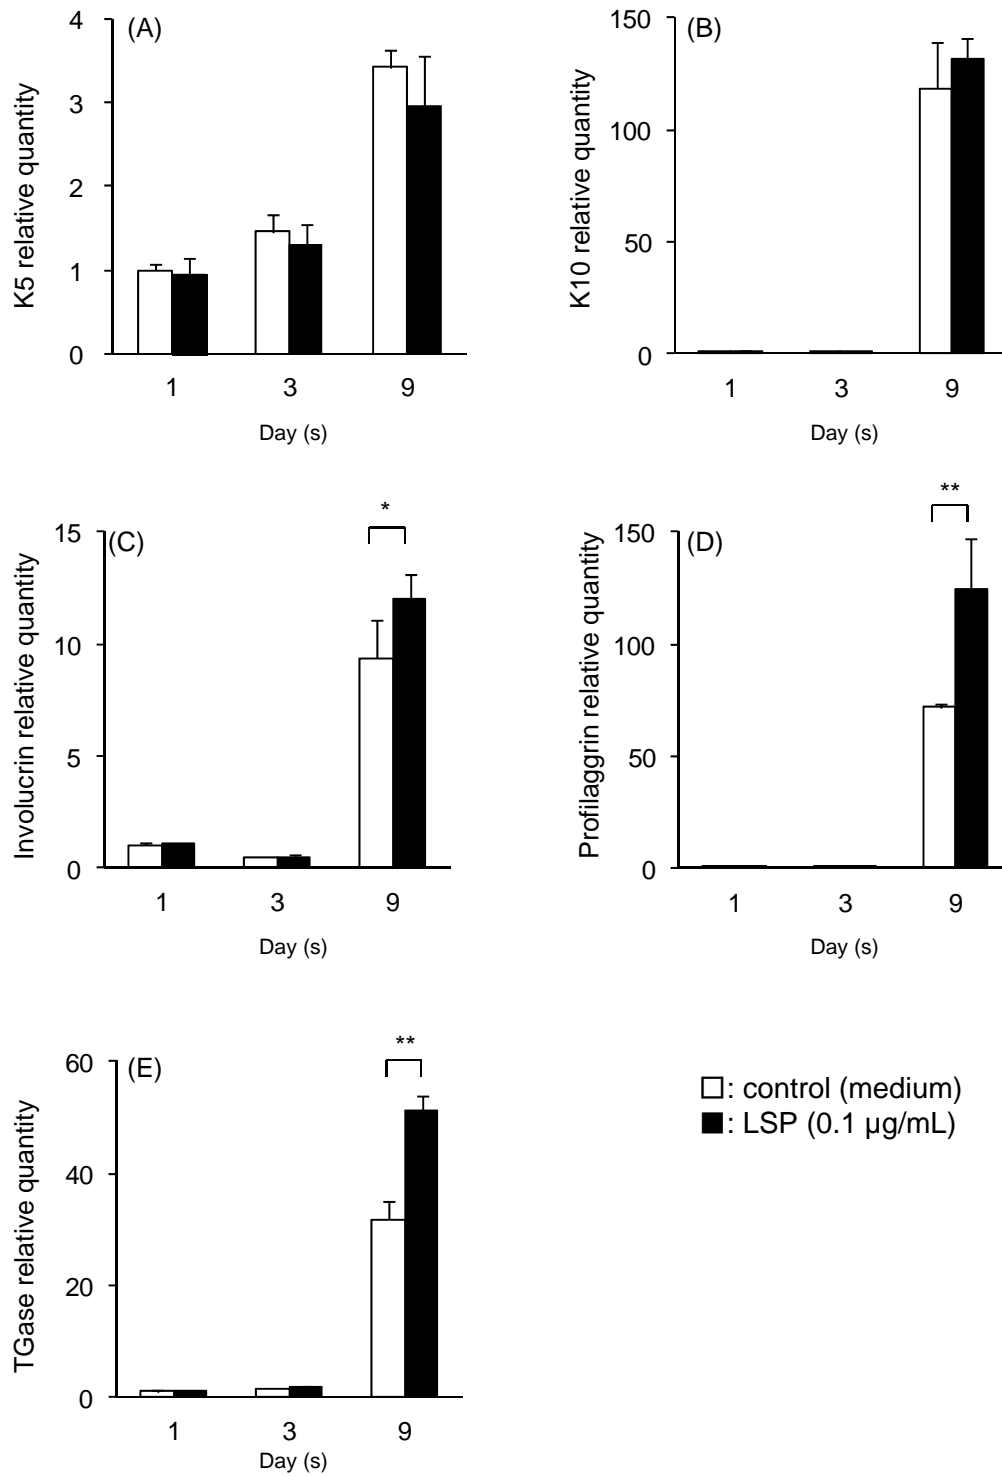 (A)
K5 relative quantity
4
3
2
1
0
1 3 9
Day (s)
(B)
K10 relative quantity
150
100
50
0
1 3 9
Day (s)
(C)
*
Involucrin relative quantity
15
10
5
0
1 3 9
Day (s)
(D)
**
Profilaggrin relative quantity
150
100
50
0
1 3 9
Day (s)
(E)
**
TGase relative quantity
60
40
20
0
1 3 9
Day (s)
: control (medium)
: LSP (0.1 µg/mL)